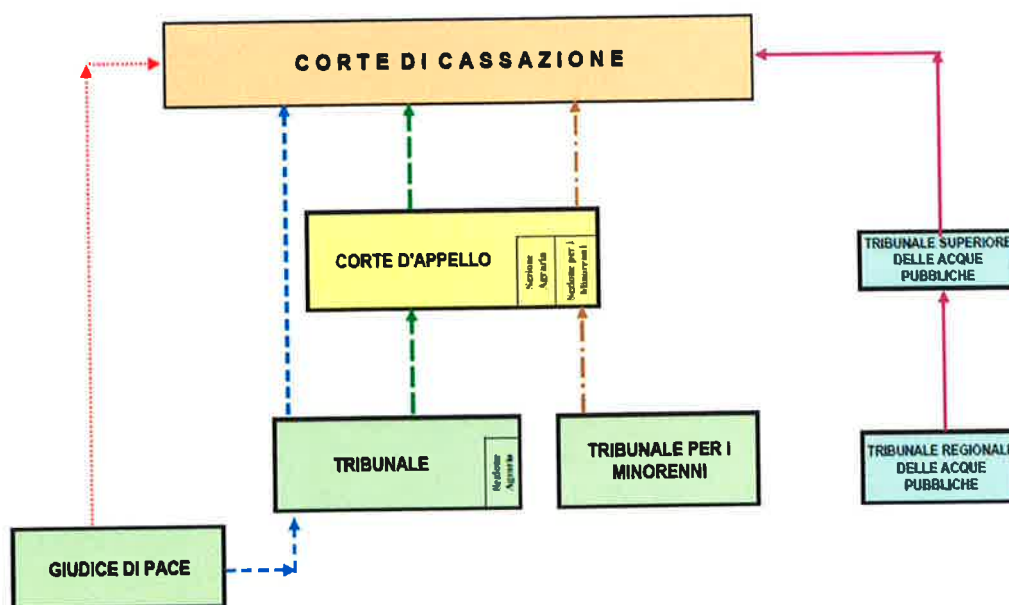 CORTE DI CASSAZIONE
CORTE D'APPELLO
Sezione
Agraria
Sezione per i
Minorenni
TRIBUNALE SUPERIORE
DELLE ACQUE
PUBBLICHE
TRIBUNALE
Sezione
Agraria
TRIBUNALE PER I
MINORENNI
TRIBUNALE REGIONALE
DELLE ACQUE
PUBBLICHE
GIUDICE DI PACE